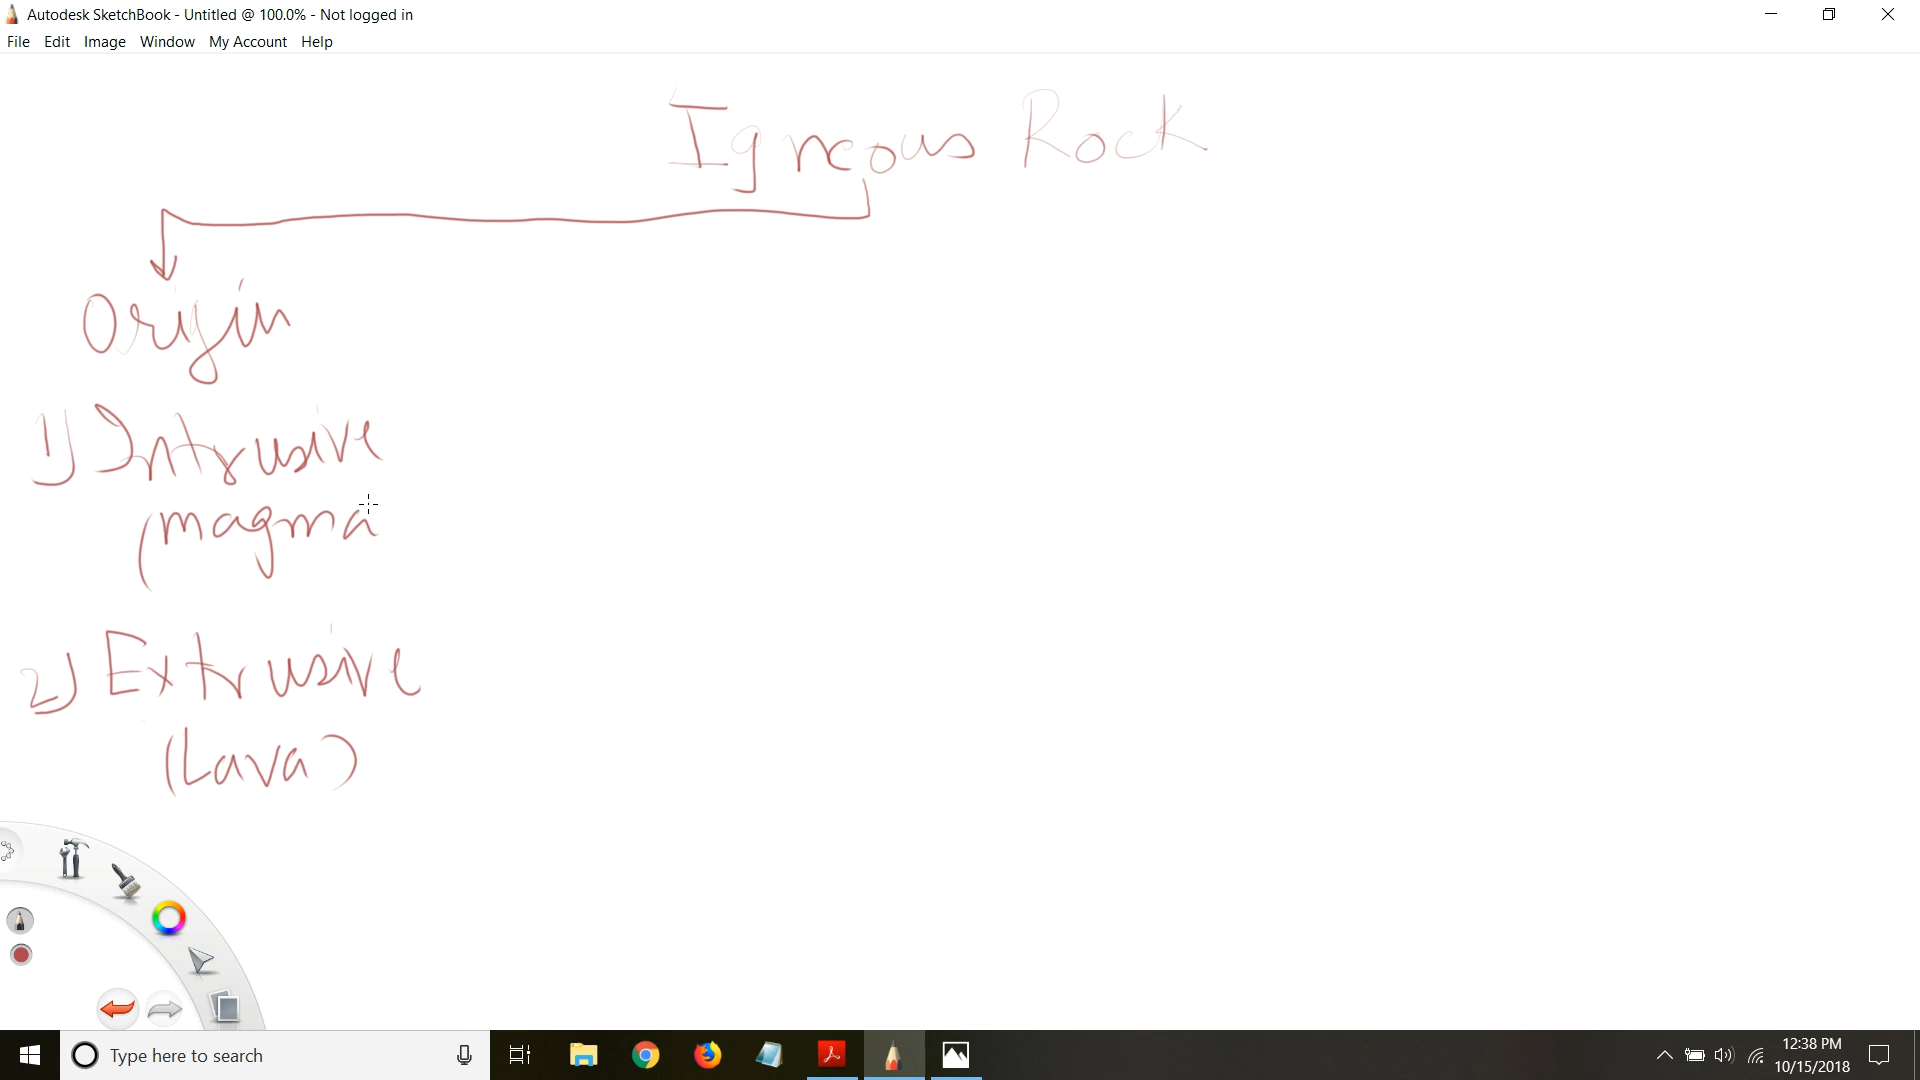 Autodesk SketchBook - Untitled @ 100.0% - Not logged in
File Edit Image Window My Account Help
Igneous Rock
Origin
1) Intrusive
(magma
2) Extrusive
(Lava)
Type here to search
12:38 PM
10/15/2018